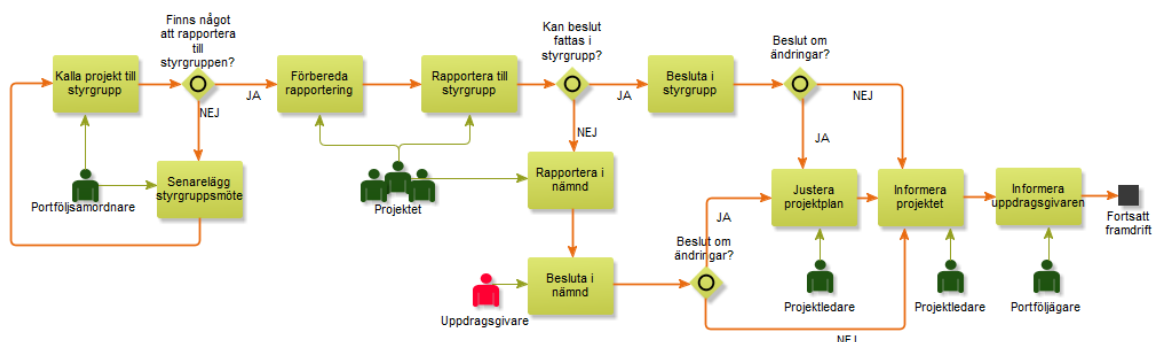 Finns något
att rapportera
till
styrgruppen?
Kalla projekt till
styrgrupp
JA
NEJ
Förbereda
rapportering
Rapportera till
styrgrupp
Kan beslut
fattas i
styrgrupp?
JA
NEJ
Besluta i
styrgrupp
Beslut om
ändringar?
NEJ
JA
Portföljsamordnare
Senarelägg
styrgruppsmöte
Projektet
Rapportera i
nämnd
Justera
projektplan
Informera
projektet
Informera
uppdragsgivaren
Fortsatt
framdrift
JA
Beslut om
ändringar?
Uppdragsgivare
Besluta i
nämnd
Projektledare
Projektledare
Portföljägare
NEJ